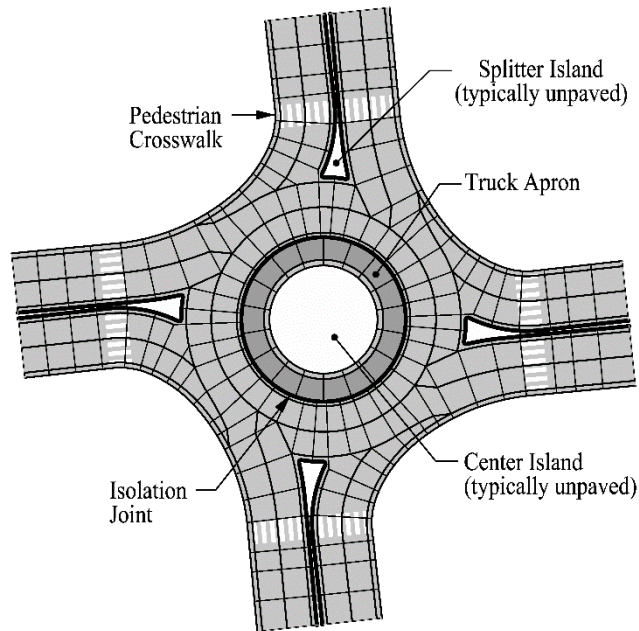 Splitter Island
(typically unpaved)
Pedestrian
Crosswalk
Truck Apron
Center Island
(typically unpaved)
Isolation
Joint